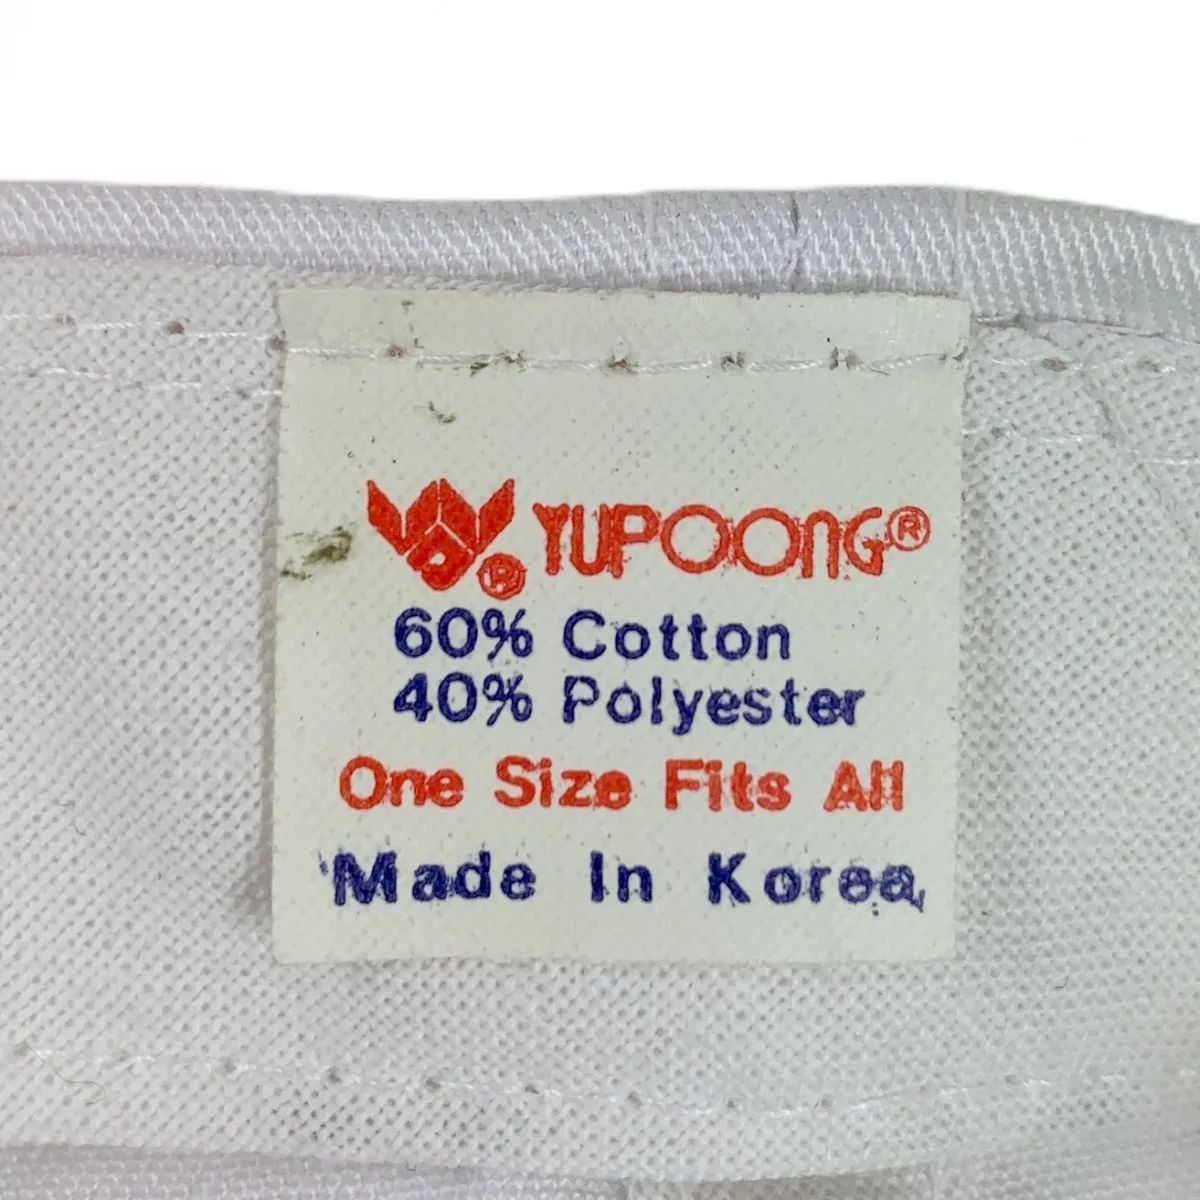 ® YUPOONG®
60% Cotton
40% Polyester
One Size Fits All
Made In Korea